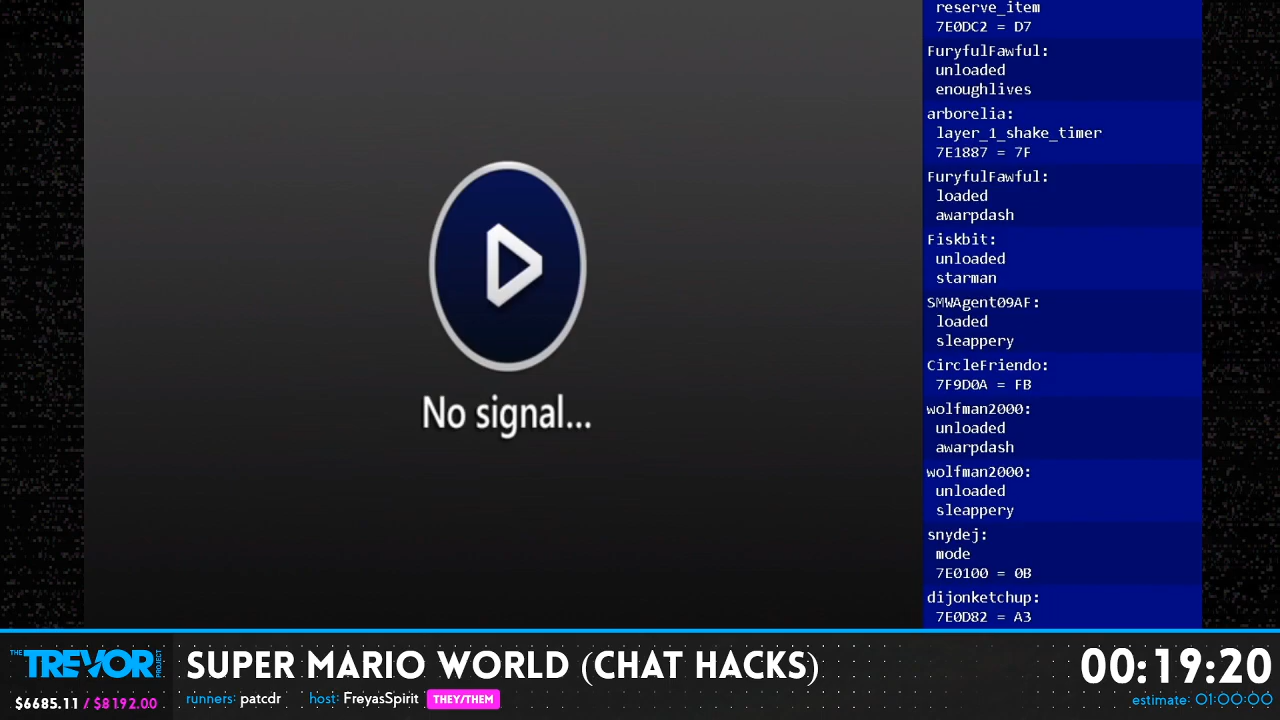 No signal...
reserve_item
7E0DC2 = D7
FuryfulFawful:
unloaded
enoughlives
arborelia:
layer_1_shake_timer
7E1887 = 7F
FuryfulFawful:
loaded
awarpdash
Fiskbit:
unloaded
starman
SMWAgent09AF:
loaded
sleappery
CircleFriendo:
7F9D0A = FB
wolfman2000:
unloaded
awarpdash
wolfman2000:
unloaded
sleappery
snydej:
mode
7E0100 = 0B
dijonketchup:
7E0D82 = A3
THE TREVOR PROJECT
$6685.11 / $8192.00
SUPER MARIO WORLD (CHAT HACKS)
runners: patcdr host: FreyasSpirit THEY/THEM
00:19:20
estimate: 01:00:00